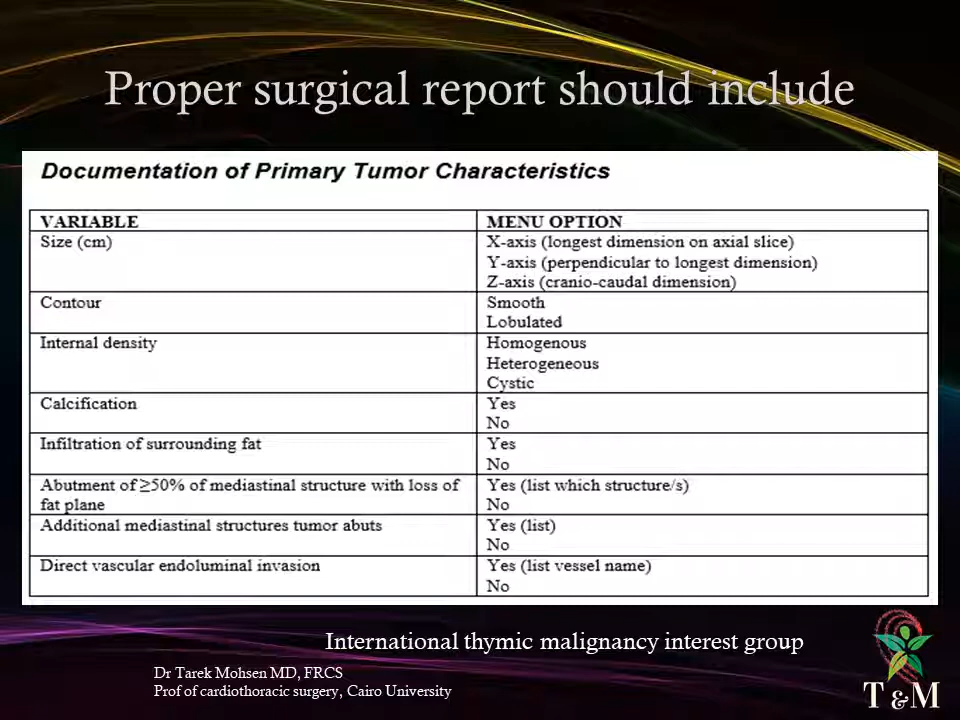 Proper surgical report should include
Documentation of Primary Tumor Characteristics
VARIABLE
MENU OPTION
Size (cm)
X-axis (longest dimension on axial slice)
Y-axis (perpendicular to longest dimension)
Z-axis (cranio-caudal dimension)
Contour
Smooth
Lobulated
Internal density
Homogenous
Heterogeneous
Cystic
Calcification
Yes
No
Infiltration of surrounding fat
Yes
No
Abutment of ≥50% of mediastinal structure with loss of
fat plane
Yes (list which structure/s)
No
Additional mediastinal structures tumor abuts
Yes (list)
No
Direct vascular endoluminal invasion
Yes (list vessel name)
No
International thymic malignancy interest group
Dr Tarek Mohsen MD, FRCS
Prof of cardiothoracic surgery, Cairo University
T &M